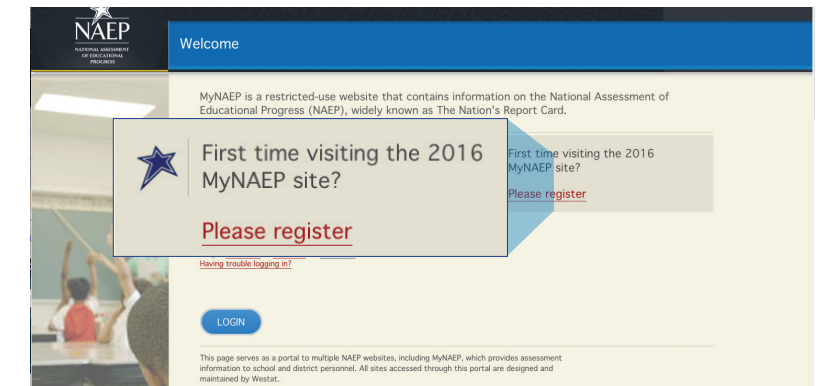 NAEP
NATIONAL ASSESSMENT
OF EDUCATIONAL
PROGRESS
Welcome
MyNAEP is a restricted-use website that contains information on the National Assessment of
Educational Progress (NAEP), widely known as The Nation's Report Card.
First time visiting the 2016
MyNAEP site?
Please register
First time visiting the 2016
MyNAEP site?
Please register
Having trouble logging in?
LOGIN
This page serves as a portal to multiple NAEP websites, including MyNAEP, which provides assessment
information to school and district personnel. All sites accessed through this portal are designed and
maintained by Westat.